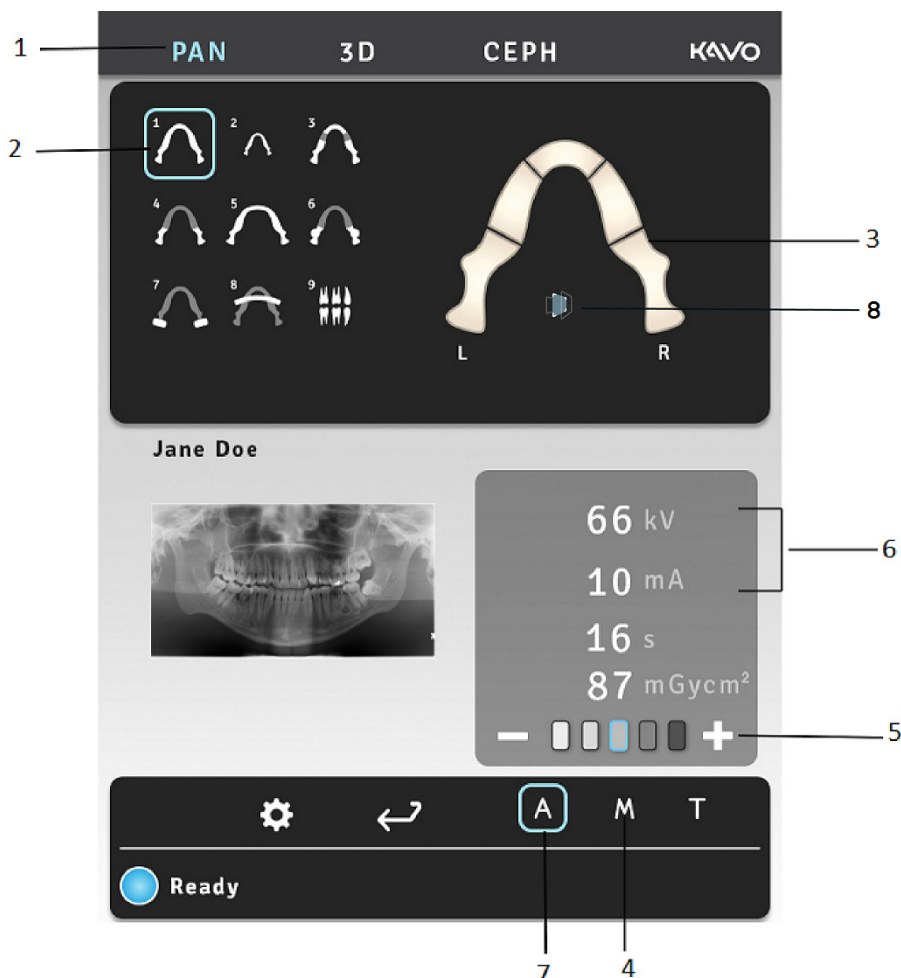 1 PAN 3D CEPH KAVO
1 2 3
2
4 5 6
3
7 8 9
8
L R
Jane Doe
66 kV
6
10 mA
16 s
87 mGycm²
5
A M T
Ready
7 4